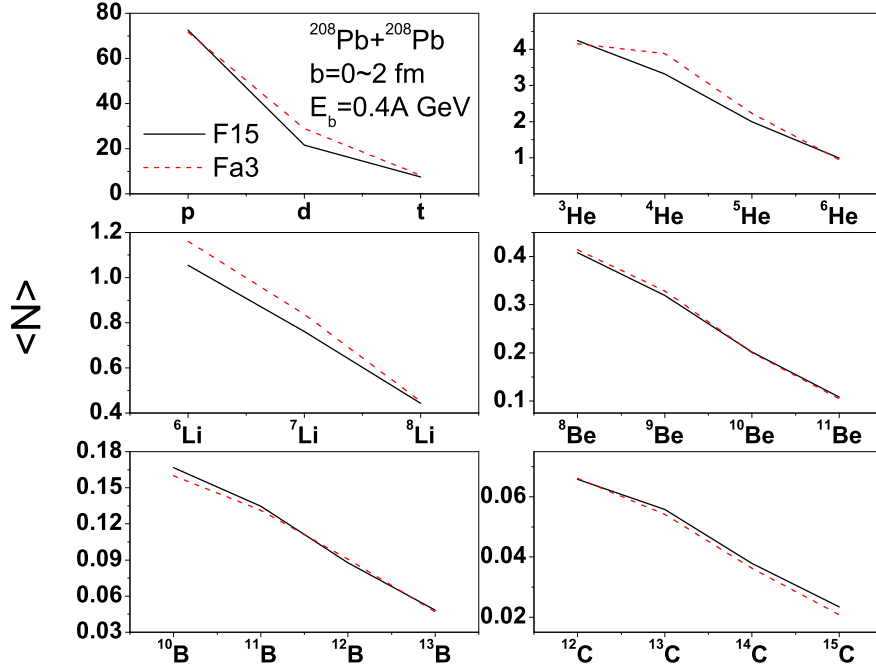 <N>
80
60
40
20
0
p d t
²⁰⁸Pb+²⁰⁸Pb
b=0~2 fm
E_b=0.4A GeV
F15
Fa3
4
3
2
1
³He ⁴He ⁵He ⁶He
1.2
1.0
0.8
0.6
0.4
⁶Li ⁷Li ⁸Li
0.4
0.3
0.2
0.1
⁸Be ⁹Be ¹⁰Be ¹¹Be
0.18
0.15
0.12
0.09
0.06
0.03
¹⁰B ¹¹B ¹²B ¹³B
0.06
0.04
0.02
¹²C ¹³C ¹⁴C ¹⁵C